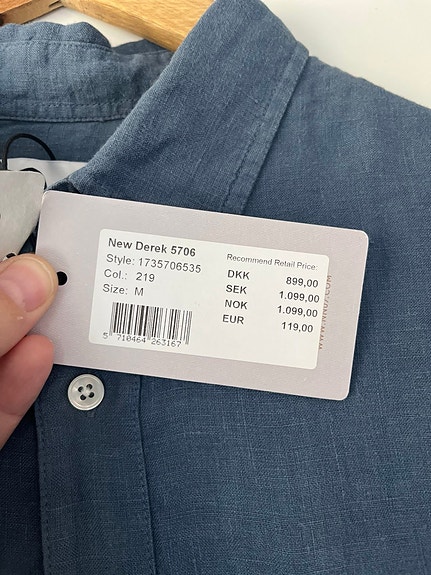 New Derek 5706
Style: 1735706535
Col.: 219
Size: M
5 710464 263167
Recommend Retail Price:
DKK 899,00
SEK 1.099,00
NOK 1.099,00
EUR 119,00